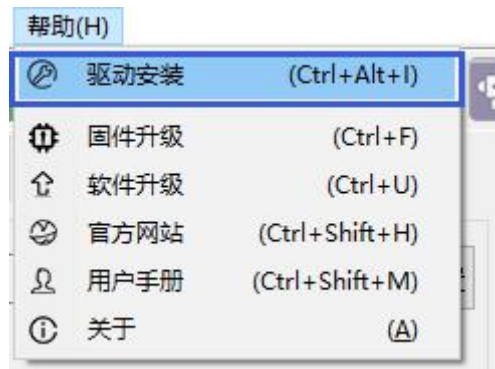 帮助(H)
驱动安装 (Ctrl+Alt+I)
固件升级 (Ctrl+F)
软件升级 (Ctrl+U)
官方网站 (Ctrl+Shift+H)
用户手册 (Ctrl+Shift+M)
关于 (A)